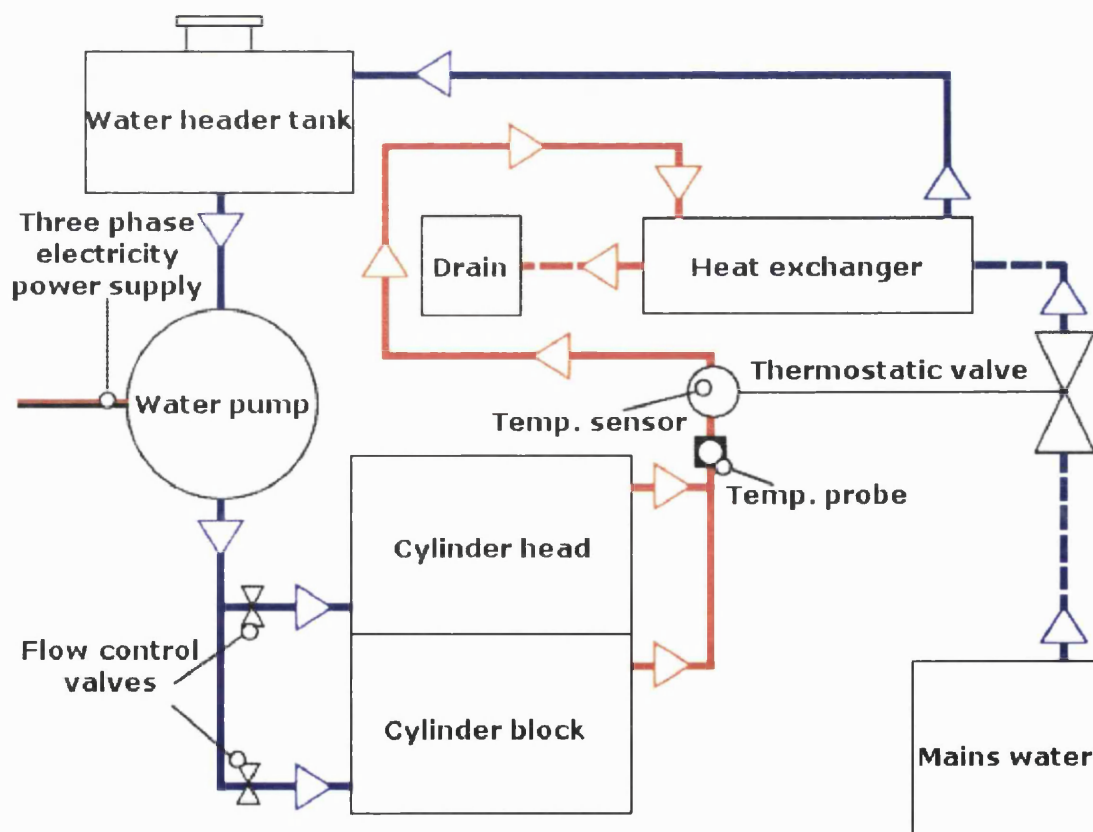 Water header tank
Three phase
electricity
power supply
Drain
Heat exchanger
Water pump
Thermostatic valve
Temp. sensor
Temp. probe
Cylinder head
Flow control
valves
Cylinder block
Mains water